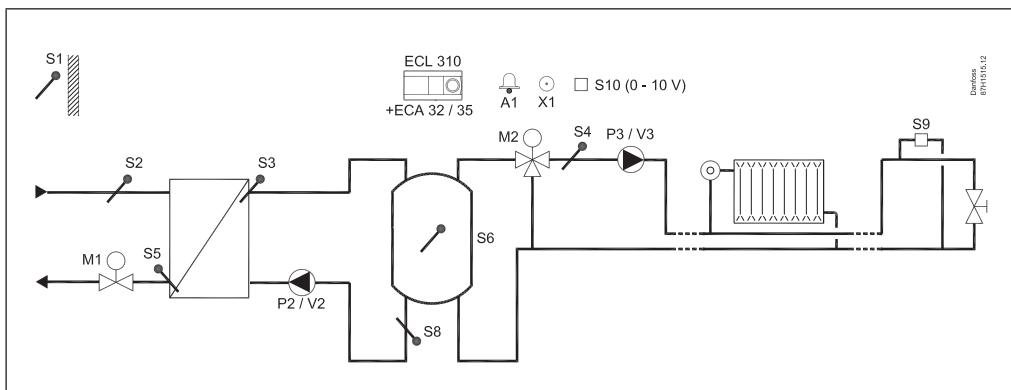 S1
ECL 310
+ECA 32 / 35
A1
X1
S10 (0 - 10 V)
Danfoss
87H1515.12
S2
S3
M2
S4
P3 / V3
S9
S6
M1
S5
P2 / V2
S8